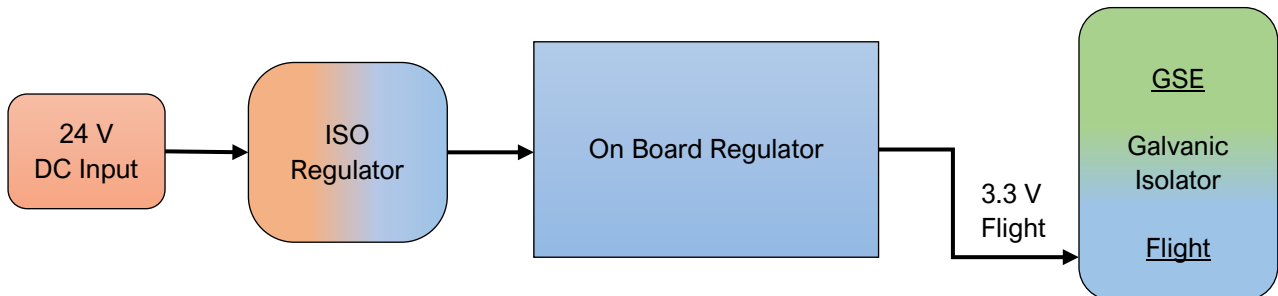 24 V
DC Input
ISO
Regulator
On Board Regulator
3.3 V
Flight
GSE
Galvanic
Isolator
Flight